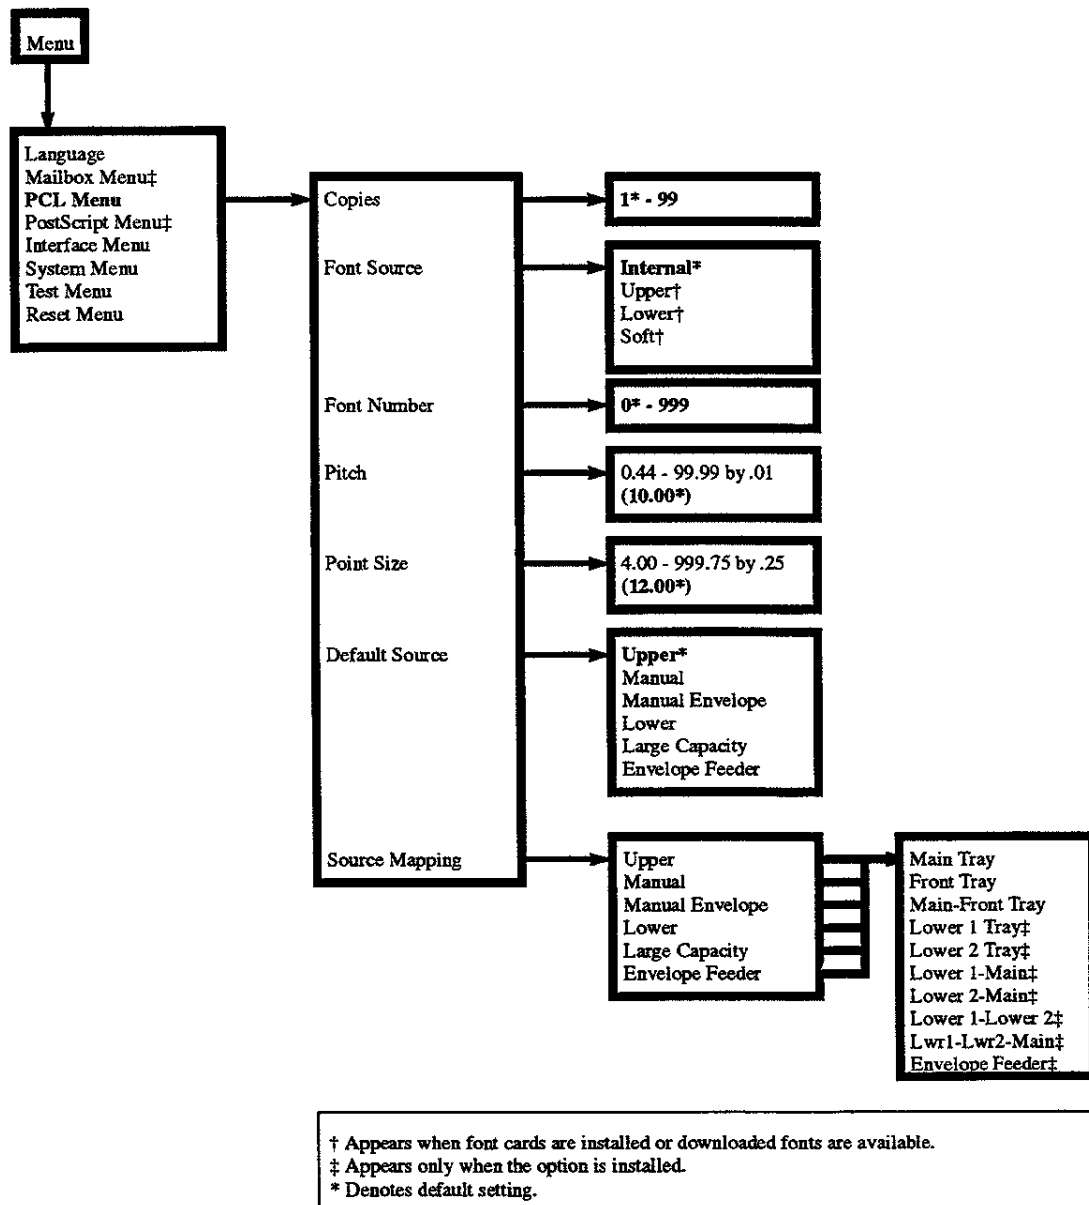 Menu
Language
Mailbox Menu‡
PCL Menu
PostScript Menu‡
Interface Menu
System Menu
Test Menu
Reset Menu
Copies
1* - 99
Font Source
Internal*
Upper†
Lower†
Soft†
Font Number
0* - 999
Pitch
0.44 - 99.99 by .01
(10.00*)
Point Size
4.00 - 999.75 by .25
(12.00*)
Default Source
Upper*
Manual
Manual Envelope
Lower
Large Capacity
Envelope Feeder
Source Mapping
Upper
Manual
Manual Envelope
Lower
Large Capacity
Envelope Feeder
Main Tray
Front Tray
Main-Front Tray
Lower 1 Tray‡
Lower 2 Tray‡
Lower 1-Main‡
Lower 2-Main‡
Lower 1-Lower 2‡
Lwr1-Lwr2-Main‡
Envelope Feeder‡
† Appears when font cards are installed or downloaded fonts are available.
‡ Appears only when the option is installed.
* Denotes default setting.